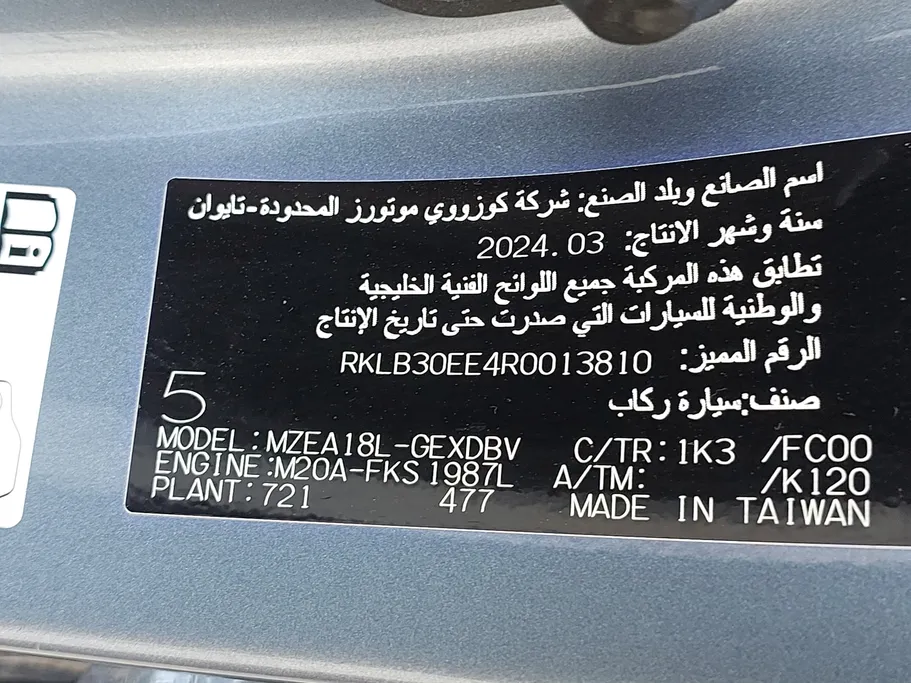 اسم الصانع وبلد الصنع: شركة كوزووي موتورز المحدودة-تايوان
سنة وشهر الانتاج: 2024.03
تطابق هذه المركبة جميع اللوائح الفنية الخليجية
والوطنية للسيارات التي صدرت حتى تاريخ الإنتاج
الرقم المميز: RKLB30EE4R0013810
صنف:سيارة ركاب
5
MODEL:MZEA18L-GEXDBV C/TR:1K3 /FC00
ENGINE:M20A-FKS 1987L A/TM: /K120
PLANT:721 477 MADE IN TAIWAN